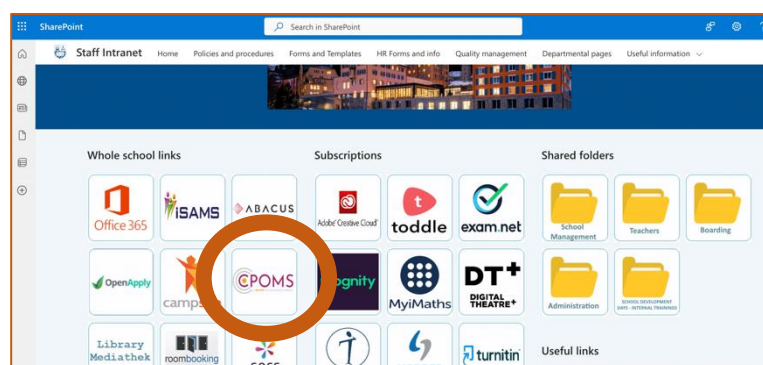 SharePoint
Search in SharePoint
Staff Intranet Home Policies and procedures Forms and Templates HR Forms and info Quality management Departmental pages Useful information
Whole school links
Office 365
iSAMS
ABACUS
OpenApply
CPOMS
Library
Mediathek
roombooking
Subscriptions
Adobe Creative Cloud
toddle
exam.net
MyiMaths
DT+
DIGITAL
THEATRE+
turnitin
Shared folders
School
Management
Teachers
Boarding
Administration
SCHOOL DEVELOPMENT
DAYS - INTERNAL TRAININGS
Useful links